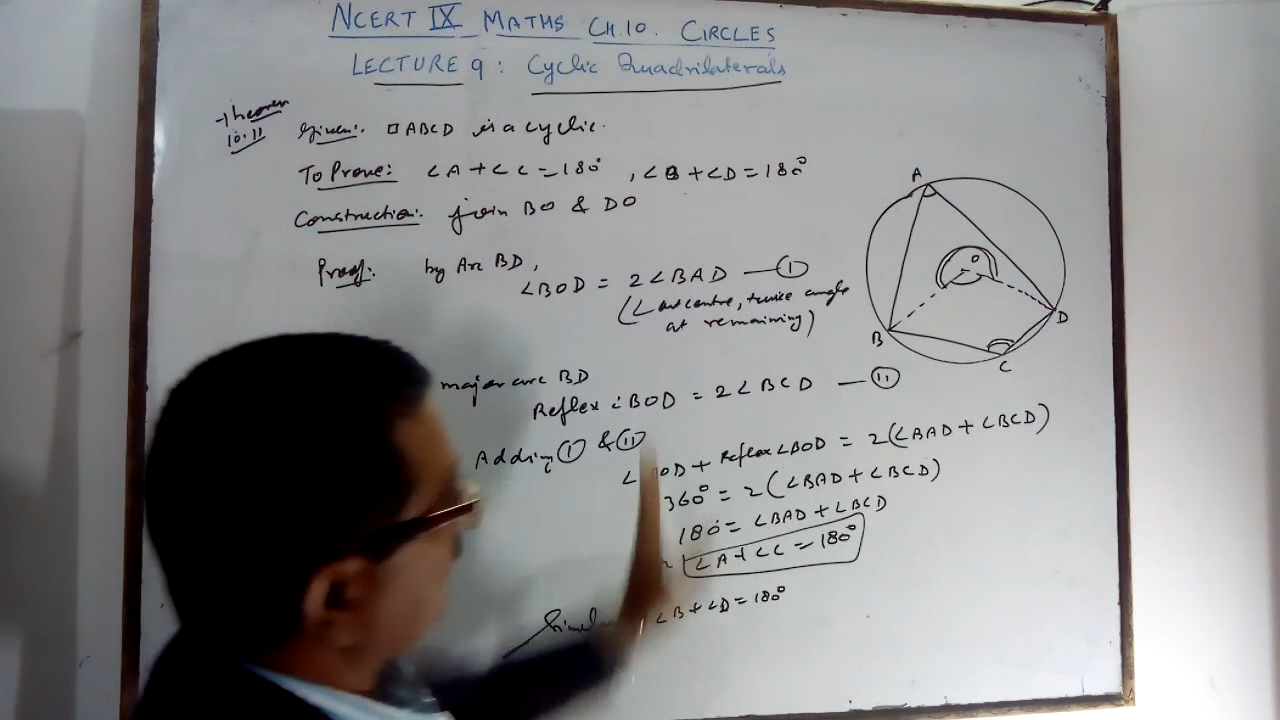 NCERT IX MATHS CH.10. CIRCLES
LECTURE 9: Cyclic Quadrilaterals
Theorem
10.11
Given:. □ABCD is a cyclic.
To Prove: ∠A+∠C=180° , ∠B+∠D=180°
Construction: join BO & DO
Proof: by Arc BD,
∠BOD = 2∠BAD —(I)
(∠ at centre, twice angle
at remaining)
major arc BD
Reflex ∠BOD = 2∠BCD —(II)
Adding (I) & (II)
∠BOD + Reflex∠BOD = 2(∠BAD+∠BCD)
360° = 2(∠BAD+∠BCD)
180 = ∠BAD+∠BCD
∠A+∠C=180°
∠B+∠D=180°
A
O
D
B
C